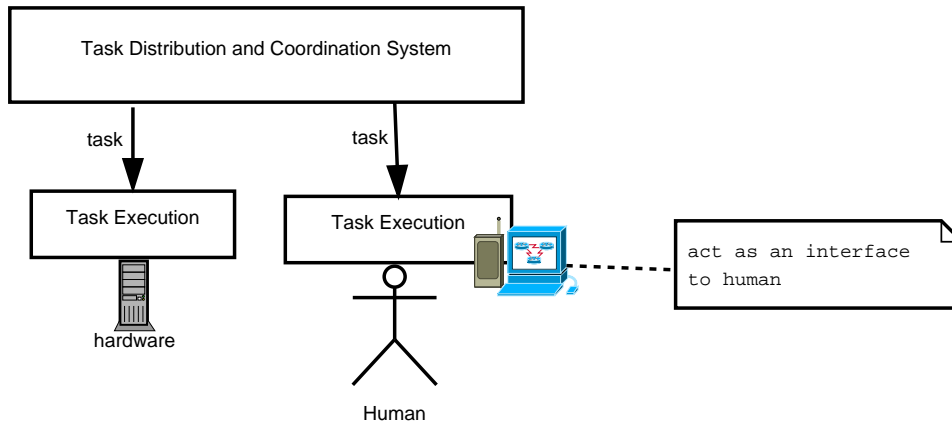 Task Distribution and Coordination System
task
task
Task Execution
Task Execution
act as an interface
to human
hardware
Human